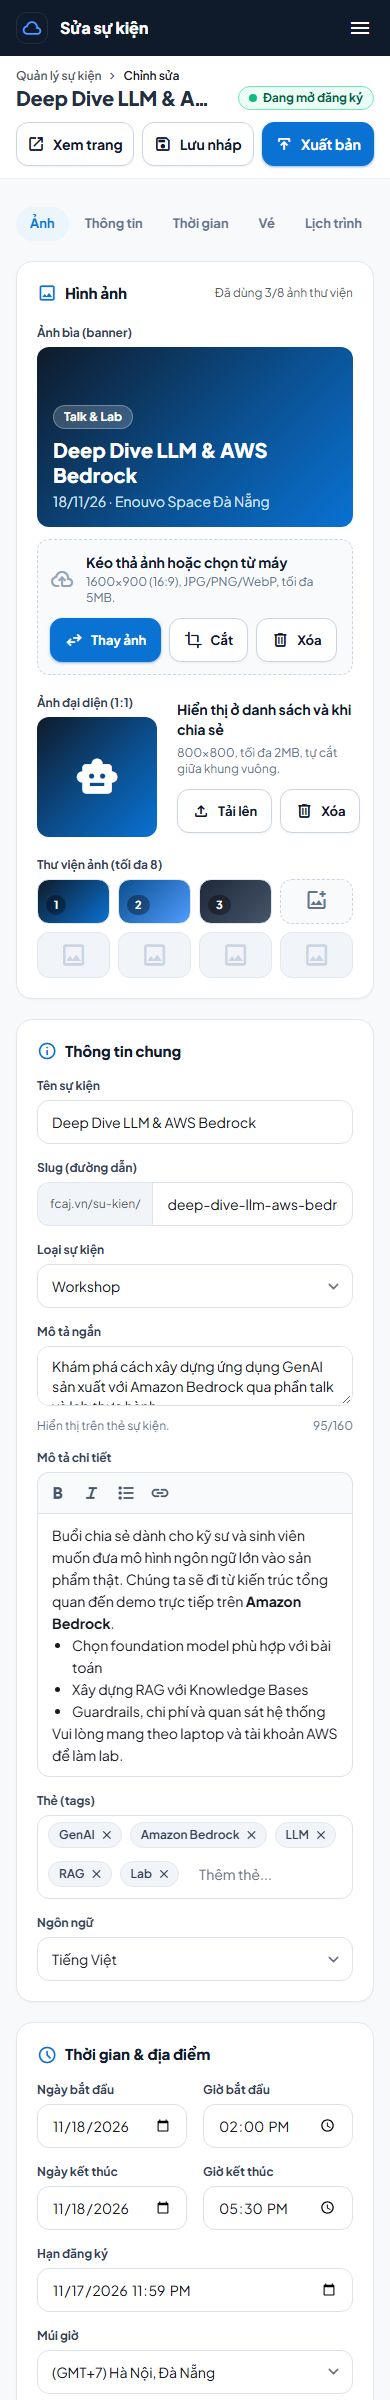 Sửa sự kiện
Quản lý sự kiện › Chỉnh sửa
Deep Dive LLM & A...
Đang mở đăng ký
Xem trang
Lưu nháp
Xuất bản
Ảnh
Thông tin
Thời gian
Vé
Lịch trình
Hình ảnh
Đã dùng 3/8 ảnh thư viện
Ảnh bìa (banner)
Talk & Lab
Deep Dive LLM & AWS
Bedrock
18/11/26 · Enouvo Space Đà Nẵng
Kéo thả ảnh hoặc chọn từ máy
1600×900 (16:9), JPG/PNG/WebP, tối đa
5MB.
Thay ảnh
Cắt
Xóa
Ảnh đại diện (1:1)
Hiển thị ở danh sách và khi
chia sẻ
800×800, tối đa 2MB, tự cắt
giữa khung vuông.
Tải lên
Xóa
Thư viện ảnh (tối đa 8)
1
2
3
Thông tin chung
Tên sự kiện
Deep Dive LLM & AWS Bedrock
Slug (đường dẫn)
fcaj.vn/su-kien/
deep-dive-llm-aws-bedr
Loại sự kiện
Workshop
Mô tả ngắn
Khám phá cách xây dựng ứng dụng GenAI
sản xuất với Amazon Bedrock qua phần talk
và lab thực hành
Hiển thị trên thẻ sự kiện.
95/160
Mô tả chi tiết
B
I
Buổi chia sẻ dành cho kỹ sư và sinh viên
muốn đưa mô hình ngôn ngữ lớn vào sản
phẩm thật. Chúng ta sẽ đi từ kiến trúc tổng
quan đến demo trực tiếp trên Amazon
Bedrock.
• Chọn foundation model phù hợp với bài
toán
• Xây dựng RAG với Knowledge Bases
• Guardrails, chi phí và quan sát hệ thống
Vui lòng mang theo laptop và tài khoản AWS
để làm lab.
Thẻ (tags)
GenAI ×
Amazon Bedrock ×
LLM ×
RAG ×
Lab ×
Thêm thẻ...
Ngôn ngữ
Tiếng Việt
Thời gian & địa điểm
Ngày bắt đầu
Giờ bắt đầu
11/18/2026
02:00 PM
Ngày kết thúc
Giờ kết thúc
11/18/2026
05:30 PM
Hạn đăng ký
11/17/2026 11:59 PM
Múi giờ
(GMT+7) Hà Nội, Đà Nẵng